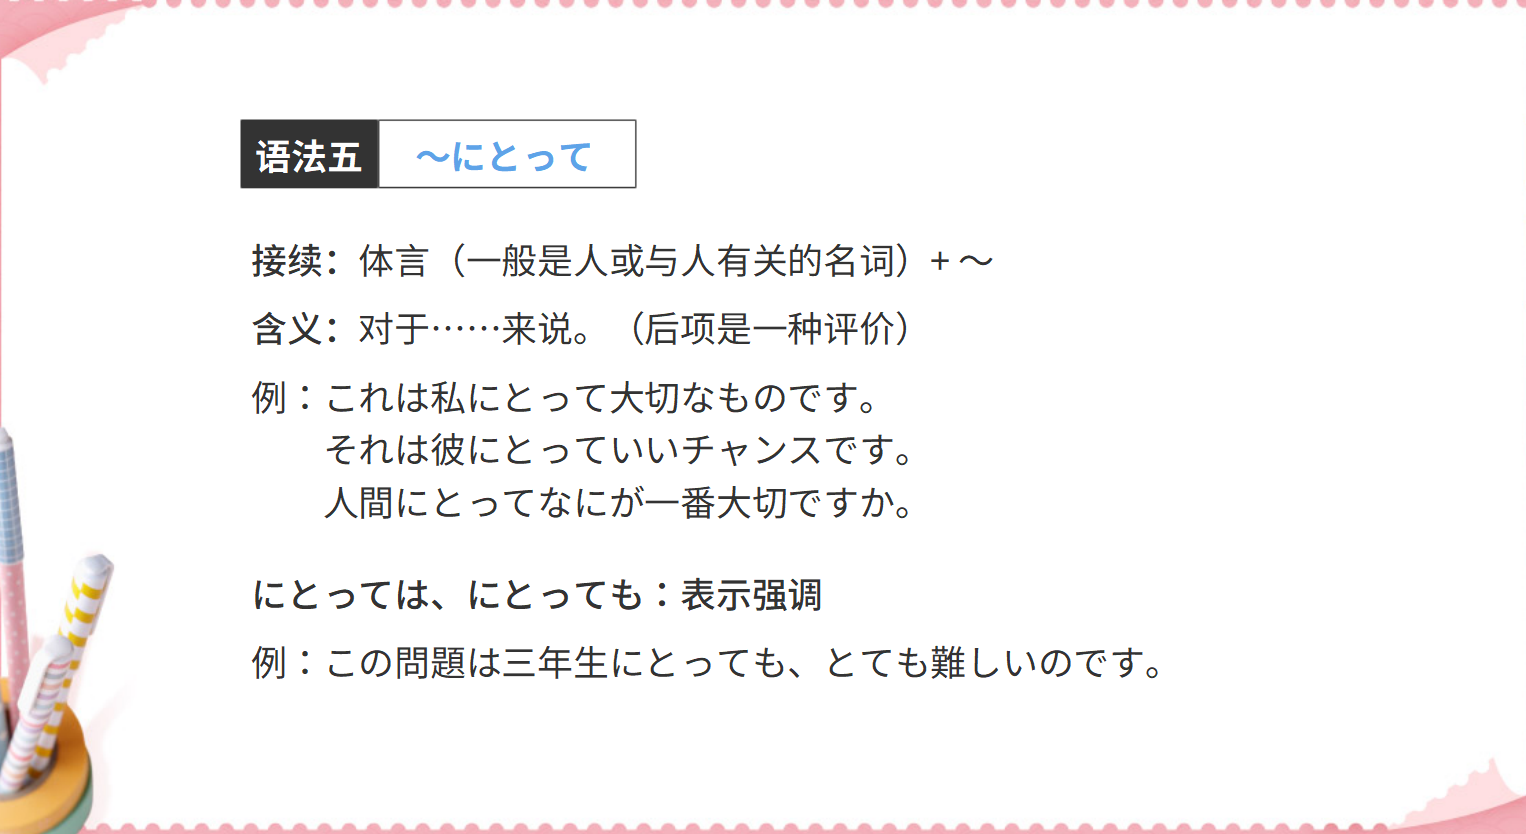 语法五 ～にとって
接续：体言（一般是人或与人有关的名词）+ ～
含义：对于……来说。（后项是一种评价）
例：これは私にとって大切なものです。
それは彼にとっていいチャンスです。
人間にとってなにが一番大切ですか。
にとっては、にとっても：表示强调
例：この問題は三年生にとっても、とても難しいのです。